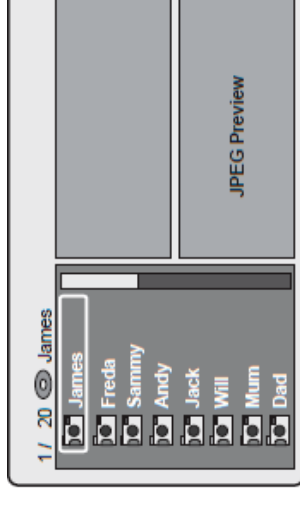 1/ 20 James
James
Freda
Sammy
Andy
Jack
Will
Mum
Dad
JPEG Preview